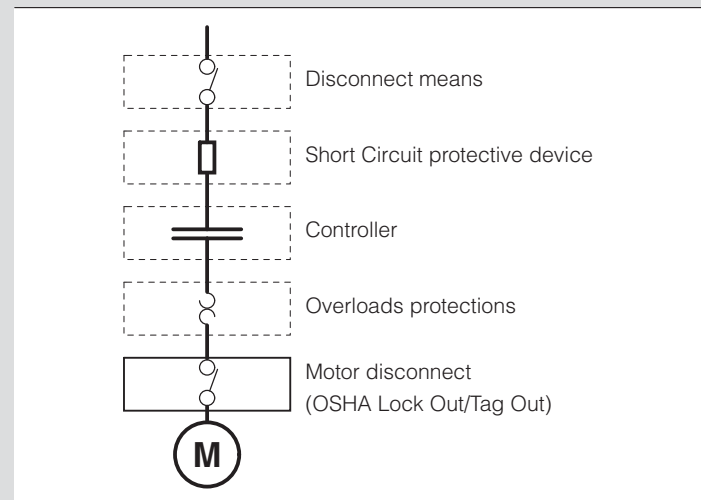 Disconnect means
Short Circuit protective device
Controller
Overloads protections
Motor disconnect
(OSHA Lock Out/Tag Out)
M